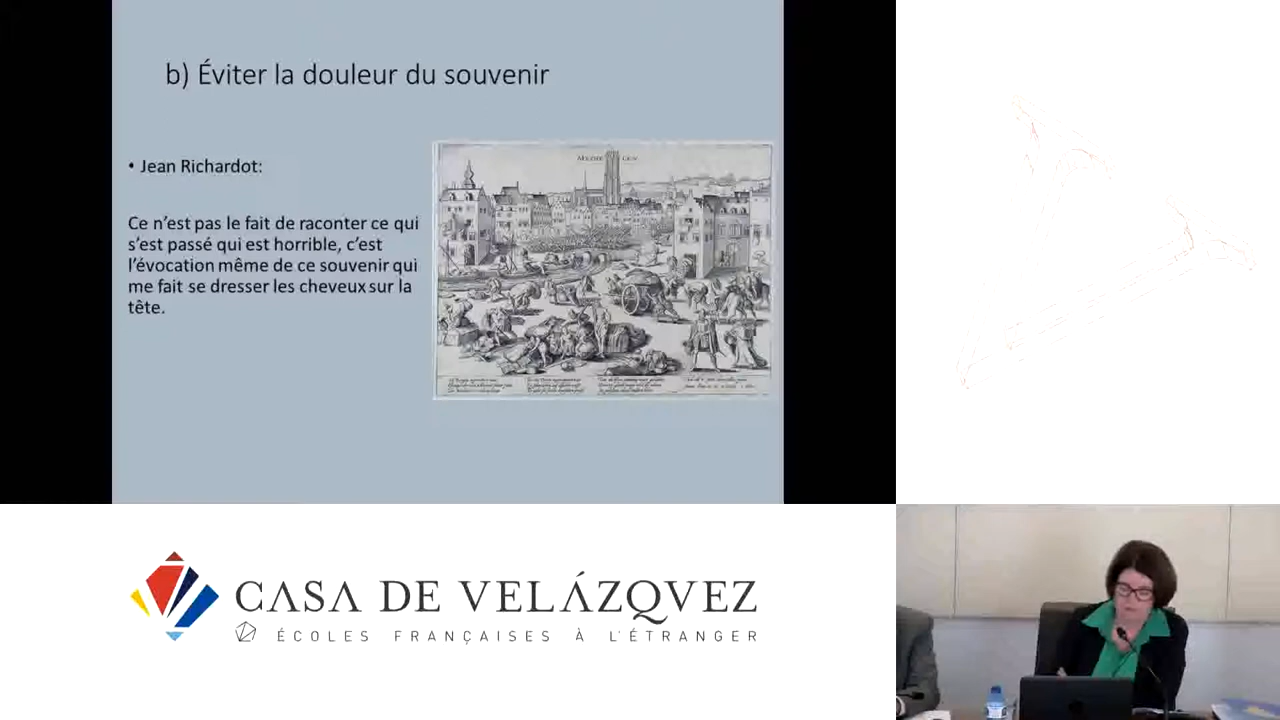 b) Éviter la douleur du souvenir
• Jean Richardot:
Ce n'est pas le fait de raconter ce qui
s'est passé qui est horrible, c'est
l'évocation même de ce souvenir qui
me fait se dresser les cheveux sur la
tête.
CASA DE VELÁZQVEZ
ÉCOLES FRANÇAISES À L'ÉTRANGER